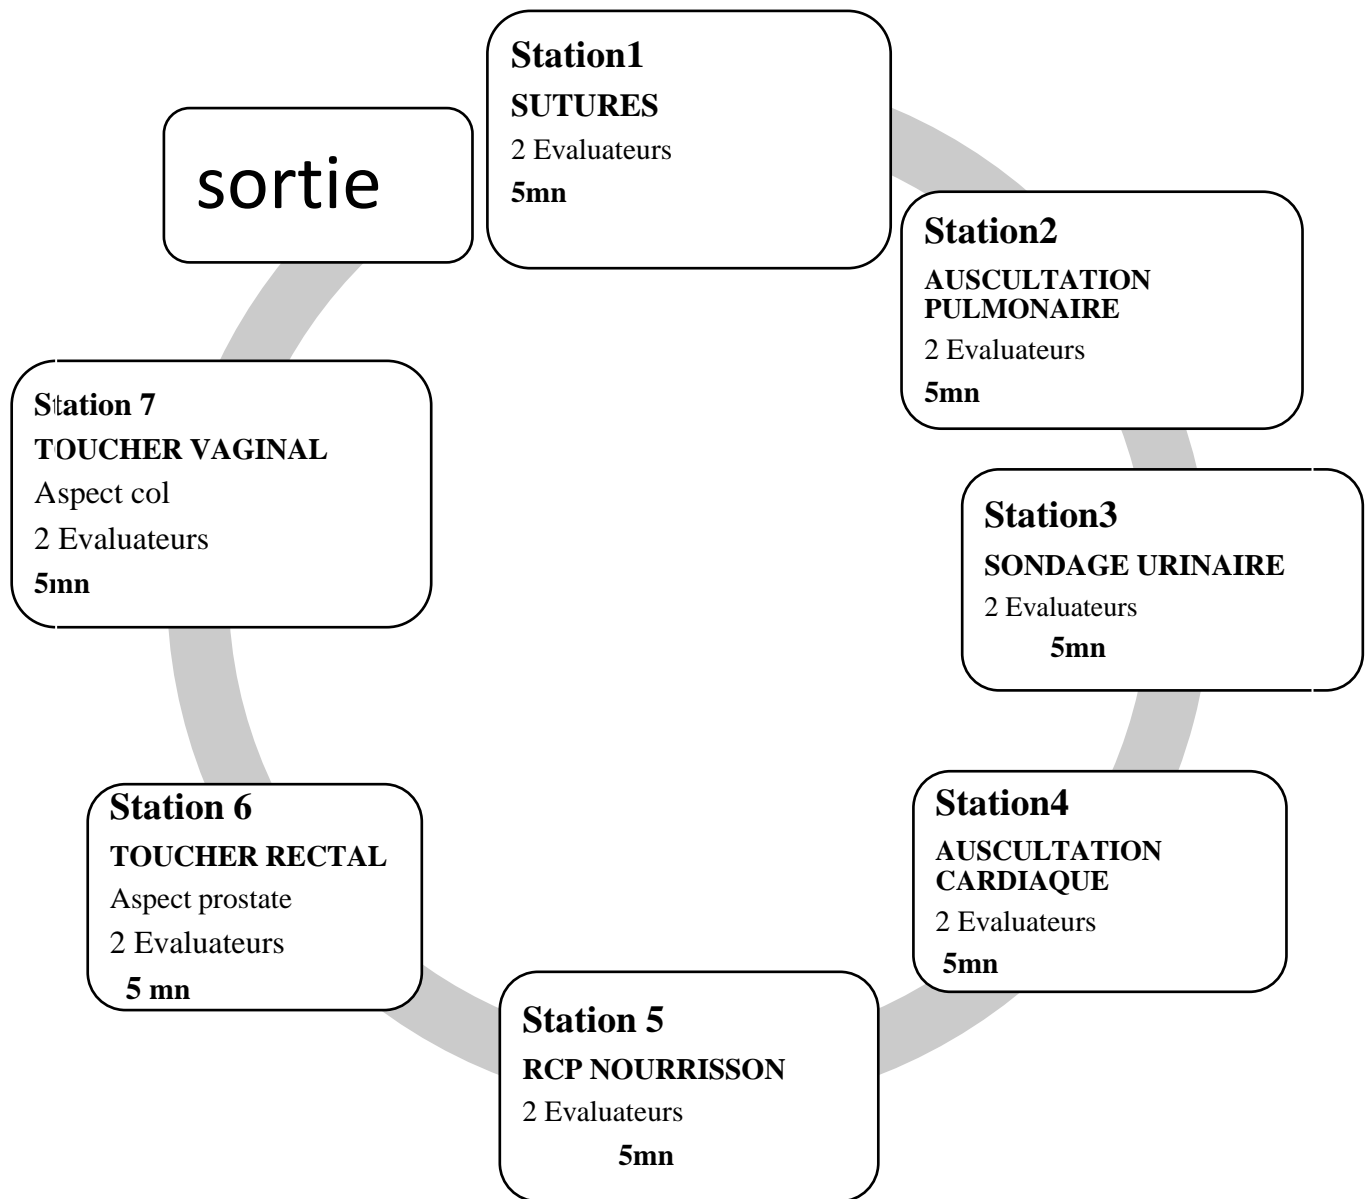 Station1
SUTURES
2 Evaluateurs
5mn
Station2
AUSCULTATION
PULMONAIRE
2 Evaluateurs
5mn
Station3
SONDAGE URINAIRE
2 Evaluateurs
5mn
Station4
AUSCULTATION
CARDIAQUE
2 Evaluateurs
5mn
Station 5
RCP NOURRISSON
2 Evaluateurs
5mn
Station 6
TOUCHER RECTAL
Aspect prostate
2 Evaluateurs
5 mn
Station 7
TOUCHER VAGINAL
Aspect col
2 Evaluateurs
5mn
sortie